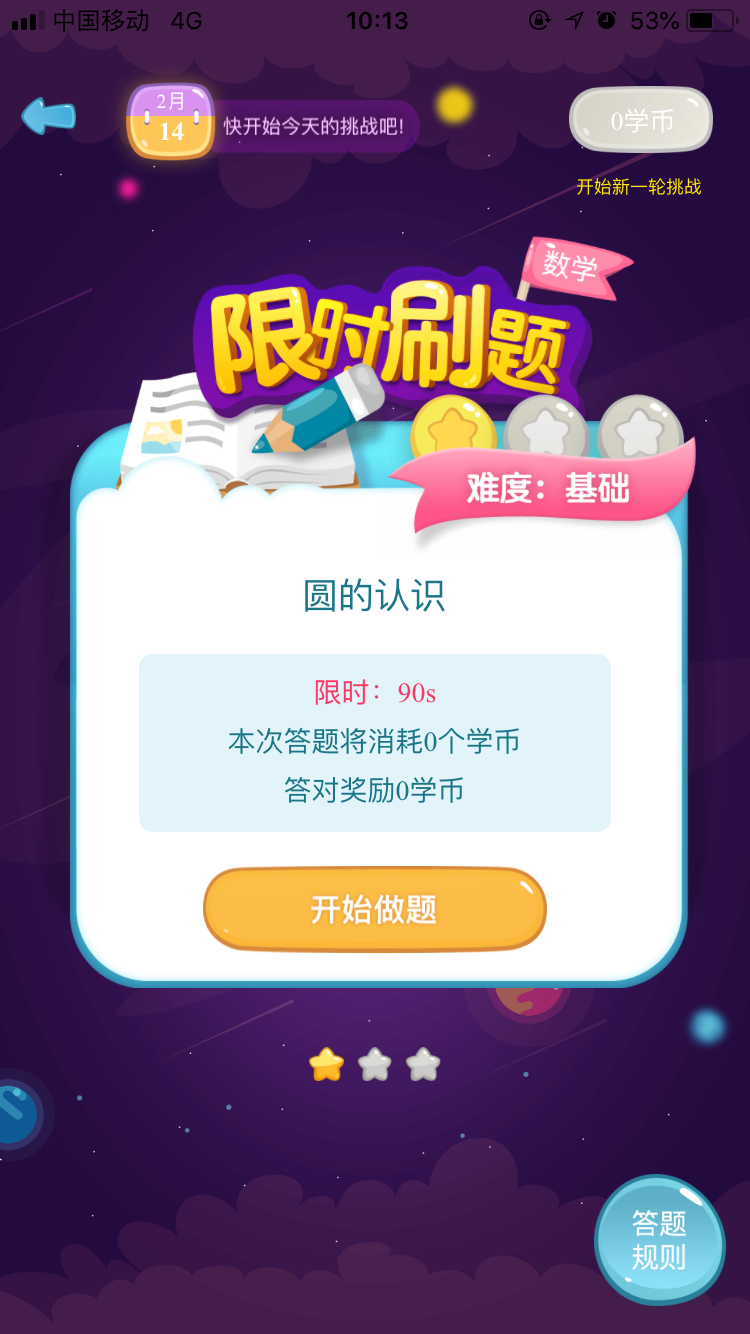 中国移动 4G 10:13 53%
2月
14
快开始今天的挑战吧!
0学币
开始新一轮挑战
数学
限时刷题
难度：基础
圆的认识
限时：90s
本次答题将消耗0个学币
答对奖励0学币
开始做题
答题
规则